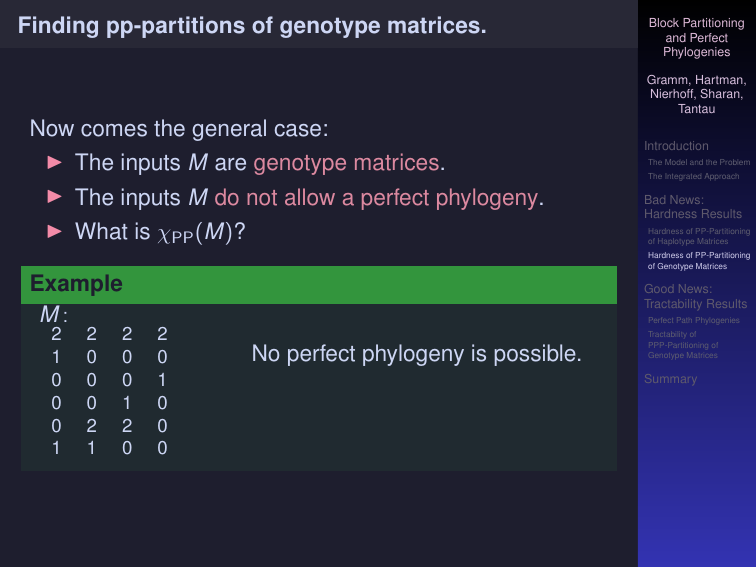 Finding pp-partitions of genotype matrices.
Now comes the general case:
▶ The inputs M are genotype matrices.
▶ The inputs M do not allow a perfect phylogeny.
▶ What is χPP(M)?
Example
M :
2 2 2 2
1 0 0 0
0 0 0 1
0 0 1 0
0 2 2 0
1 1 0 0
No perfect phylogeny is possible.
Block Partitioning
and Perfect
Phylogenies
Gramm, Hartman,
Nierhoff, Sharan,
Tantau
Introduction
The Model and the Problem
The Integrated Approach
Bad News:
Hardness Results
Hardness of PP-Partitioning
of Haplotype Matrices
Hardness of PP-Partitioning
of Genotype Matrices
Good News:
Tractability Results
Perfect Path Phylogenies
Tractability of
PPP-Partitioning of
Genotype Matrices
Summary